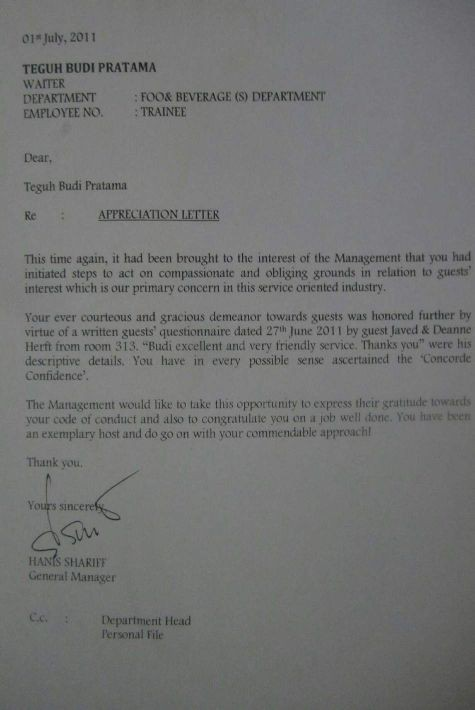 01st July, 2011
TEGUH BUDI PRATAMA
WAITER
DEPARTMENT : FOO& BEVERAGE (S) DEPARTMENT
EMPLOYEE NO. : TRAINEE
Dear,
Teguh Budi Pratama
Re : APPRECIATION LETTER
This time again, it had been brought to the interest of the Management that you had
initiated steps to act on compassionate and obliging grounds in relation to guests'
interest which is our primary concern in this service oriented industry.
Your ever courteous and gracious demeanor towards guests was honored further by
virtue of a written guests' questionnaire dated 27th June 2011 by guest Javed & Deanne
Herft from room 313. “Budi excellent and very friendly service. Thanks you” were his
descriptive details. You have in every possible sense ascertained the ‘Concorde
Confidence’.
The Management would like to take this opportunity to express their gratitude towards
your code of conduct and also to congratulate you on a job well done. You have been
an exemplary host and do go on with your commendable approach!
Thank you.
Yours sincerely,
HANIS SHARIFF
General Manager
C.c. : Department Head
Personal File